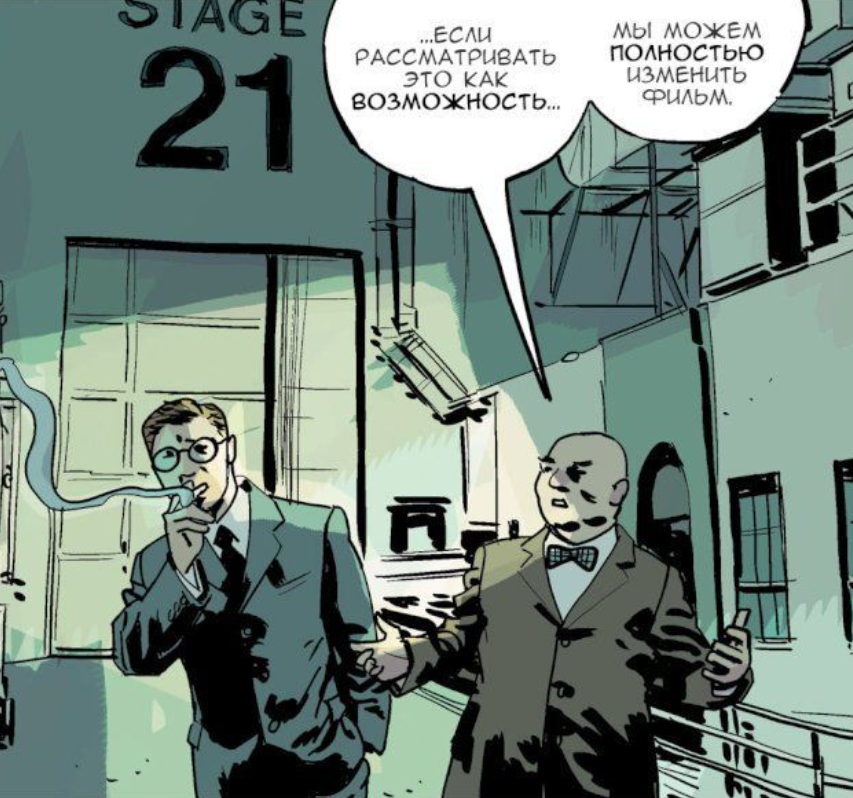 STAGE
21
...ЕСЛИ
РАССМАТРИВАТЬ
ЭТО КАК
ВОЗМОЖНОСТЬ...
МЫ МОЖЕМ
ПОЛНОСТЬЮ
ИЗМЕНИТЬ
ФИЛЬМ.